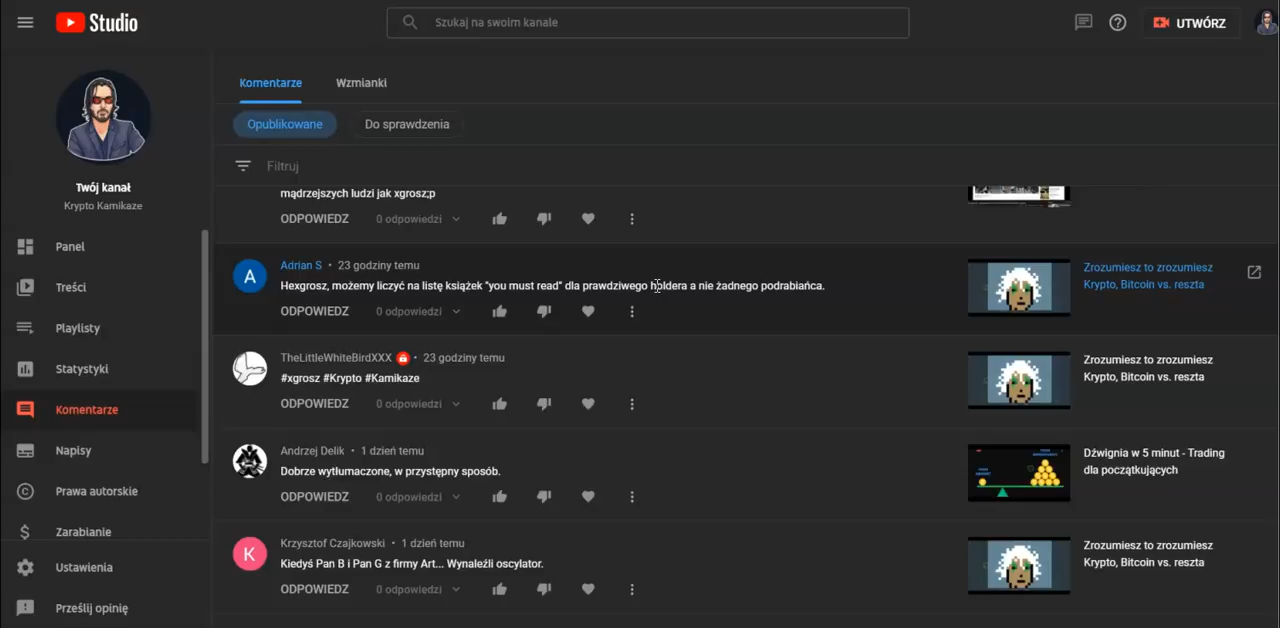 Studio
Szukaj na swoim kanale
UTWÓRZ
Twój kanał
Krypto Kamikaze
Panel
Treści
Playlisty
Statystyki
Komentarze
Napisy
Prawa autorskie
Zarabianie
Ustawienia
Prześlij opinię
Komentarze
Wzmianki
Opublikowane
Do sprawdzenia
Filtruj
mądrzejszych ludzi jak xgrosz;p
ODPOWIEDZ 0 odpowiedzi
A
Adrian S • 23 godziny temu
Hexgrosz, możemy liczyć na listę książek "you must read" dla prawdziwego holdera a nie żadnego podrabiańca.
ODPOWIEDZ 0 odpowiedzi
Zrozumiesz to zrozumiesz
Krypto, Bitcoin vs. reszta
TheLittleWhiteBirdXXX • 23 godziny temu
#xgrosz #Krypto #Kamikaze
ODPOWIEDZ 0 odpowiedzi
Zrozumiesz to zrozumiesz
Krypto, Bitcoin vs. reszta
Andrzej Delik • 1 dzień temu
Dobrze wytłumaczone, w przystępny sposób.
ODPOWIEDZ 0 odpowiedzi
Dźwignia w 5 minut - Trading
dla początkujących
K
Krzysztof Czajkowski • 1 dzień temu
Kiedyś Pan B i Pan G z firmy Art... Wynaleźli oscylator.
ODPOWIEDZ 0 odpowiedzi
Zrozumiesz to zrozumiesz
Krypto, Bitcoin vs. reszta